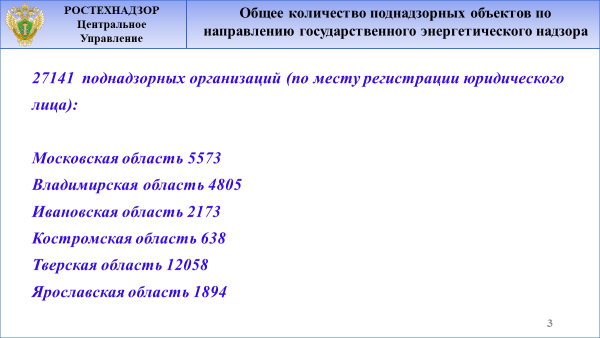 РОСТЕХНАДЗОР
Центральное
Управление
Общее количество поднадзорных объектов по
направлению государственного энергетического надзора
27141 поднадзорных организаций (по месту регистрации юридического
лица):
Московская область 5573
Владимирская область 4805
Ивановская область 2173
Костромская область 638
Тверская область 12058
Ярославская область 1894
3